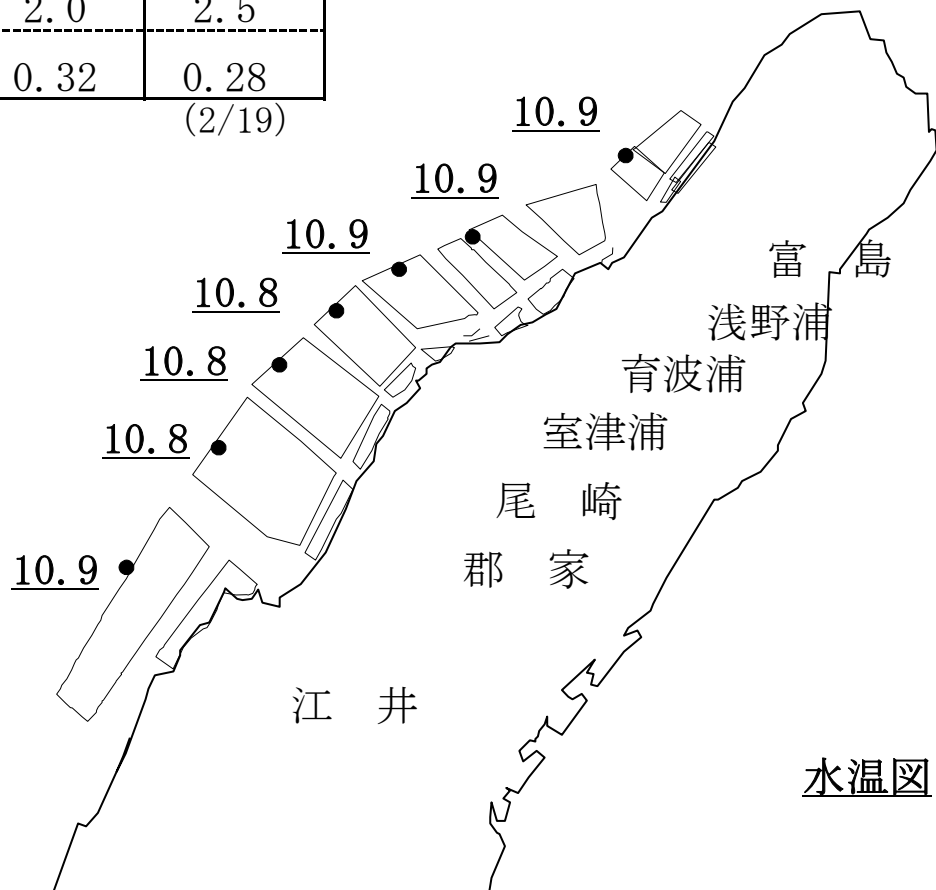 2.0 2.5
0.32 0.28
(2/19)
10.9
10.9
10.9
富 島
10.8
浅野浦
10.8
育波浦
10.8
室津浦
尾 崎
10.9
郡 家
江 井
水温図